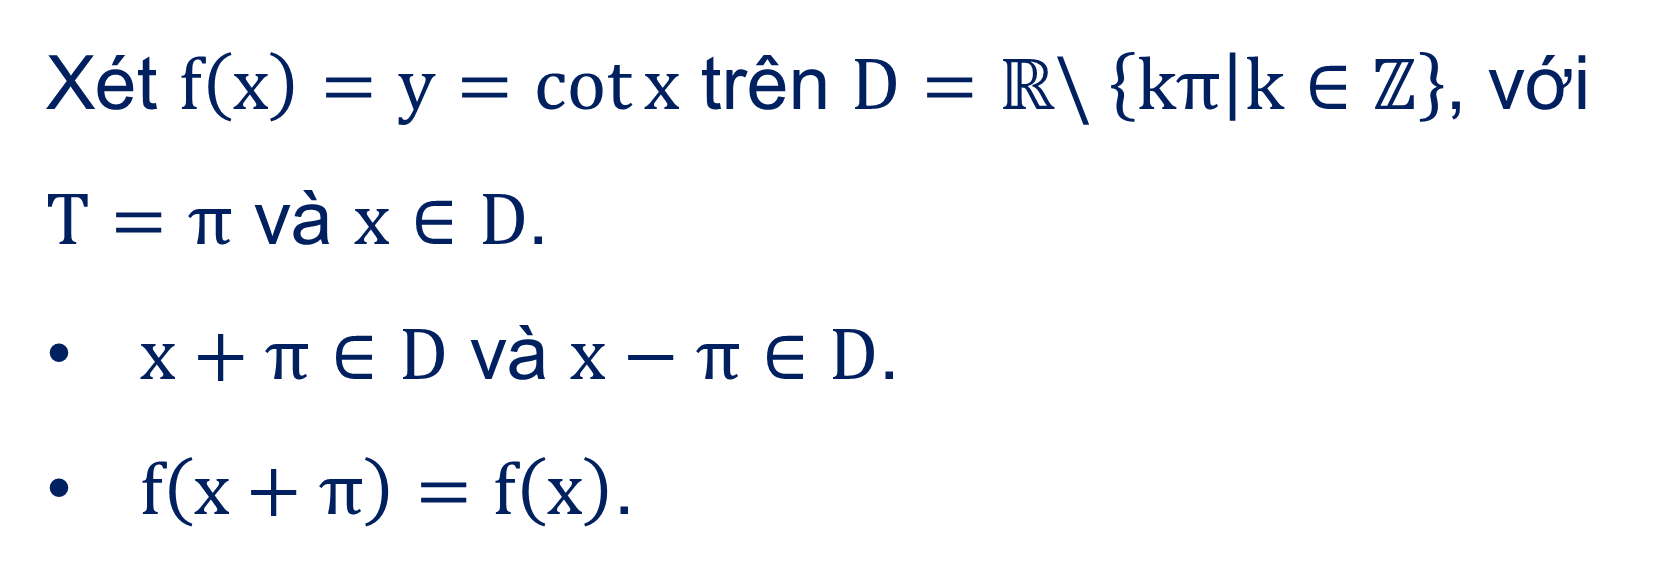 Xét f(x) = y = cot x trên D = ℝ\ {kπ|k ∈ ℤ}, với
T = π và x ∈ D.
• x + π ∈ D và x − π ∈ D.
• f(x + π) = f(x).